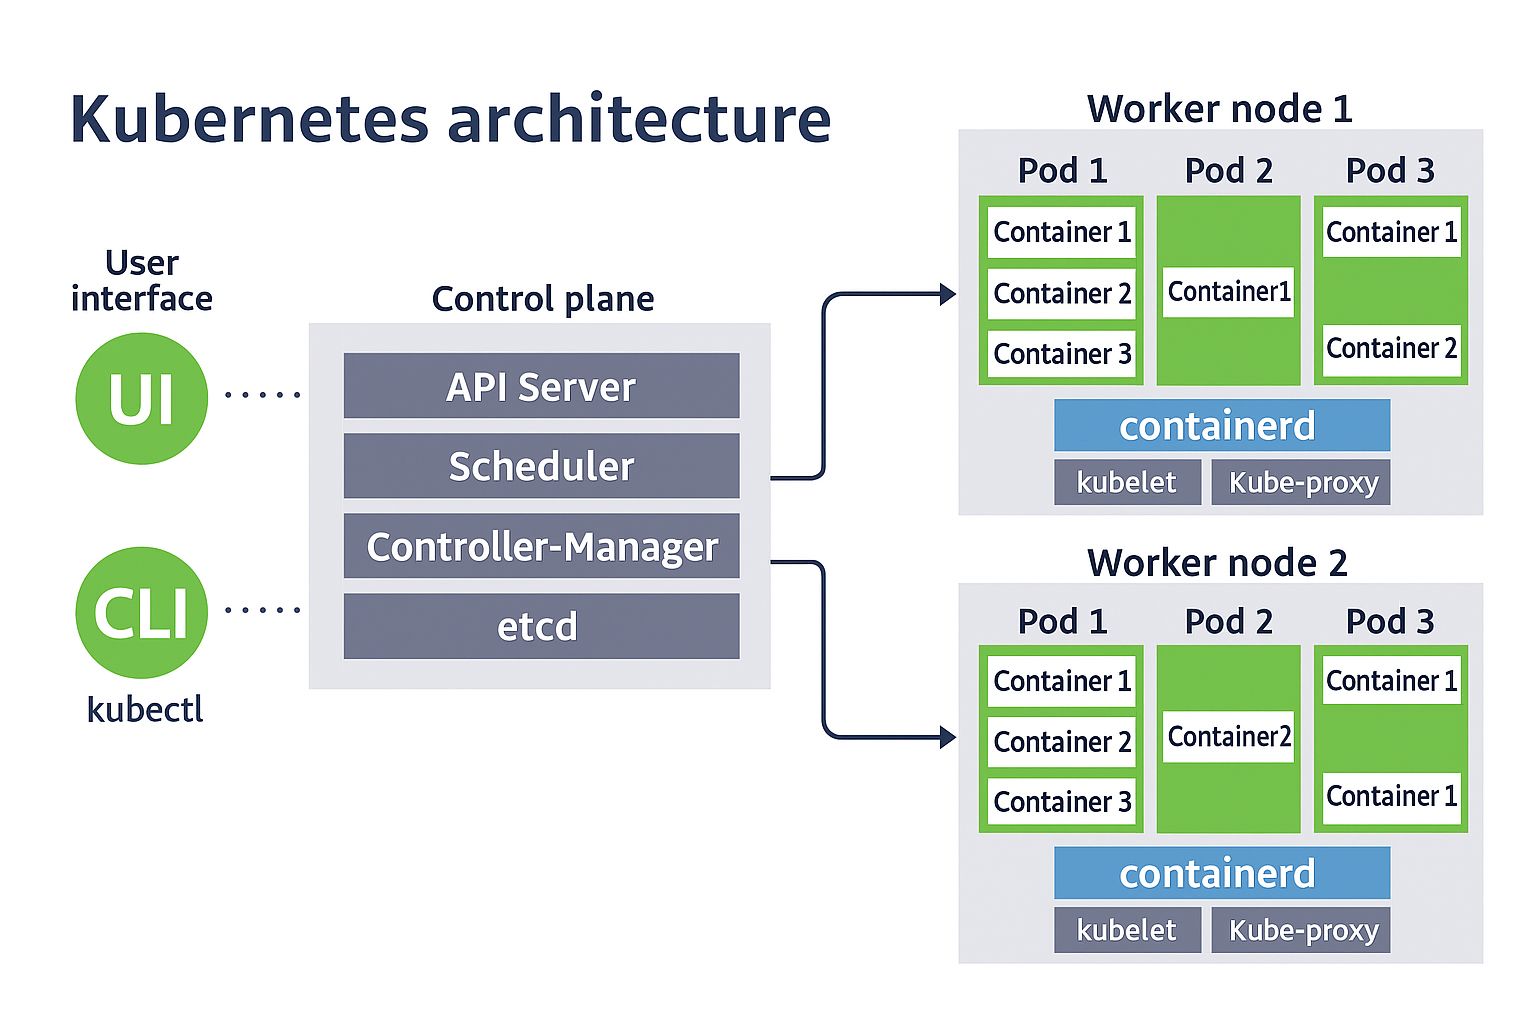 Kubernetes architecture
User
interface
UI
CLI
kubectl
Control plane
API Server
Scheduler
Controller-Manager
etcd
Worker node 1
Pod 1
Container 1
Container 2
Container 3
Pod 2
Container1
Pod 3
Container 1
Container 2
containerd
kubelet
Kube-proxy
Worker node 2
Pod 1
Container 1
Container 2
Container 3
Pod 2
Container2
Pod 3
Container 1
Container 1
containerd
kubelet
Kube-proxy